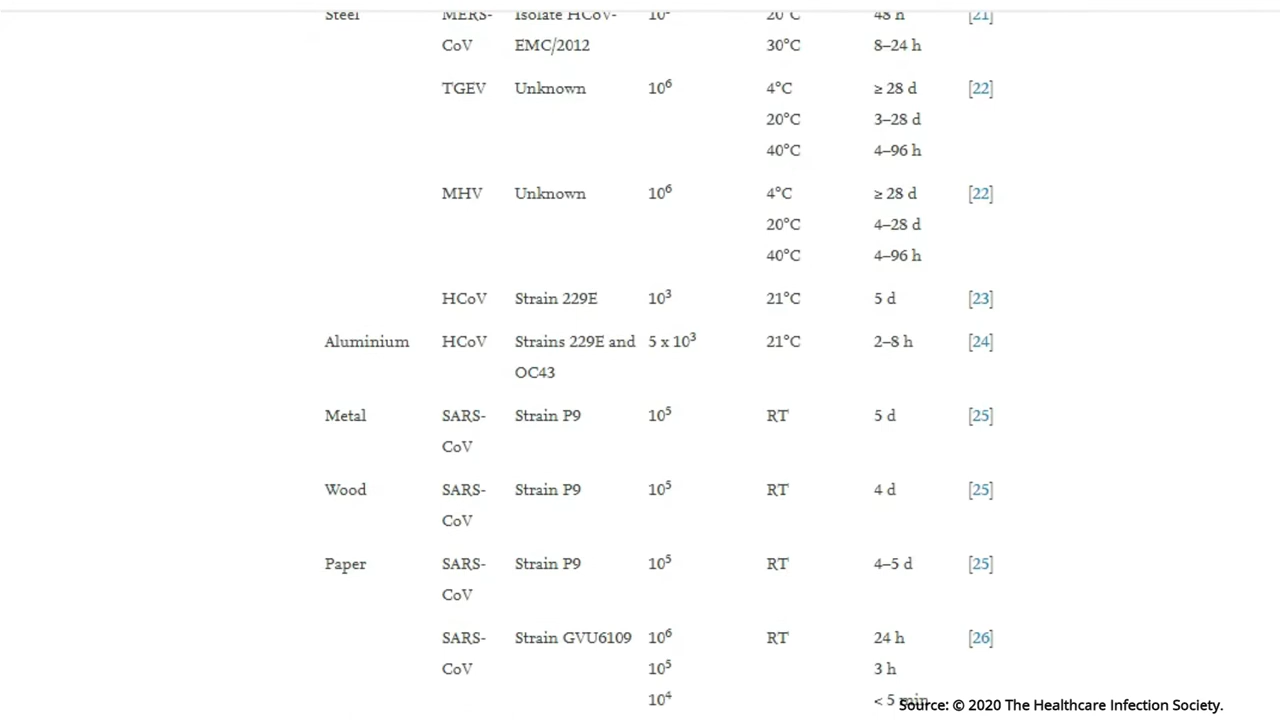 Steel MERS- Isolate HCoV- 20°C 48 h [21]
CoV EMC/2012 30°C 8–24 h
TGEV Unknown 10⁶ 4°C ≥ 28 d [22]
20°C 3–28 d
40°C 4–96 h
MHV Unknown 10⁶ 4°C ≥ 28 d [22]
20°C 4–28 d
40°C 4–96 h
HCoV Strain 229E 10³ 21°C 5 d [23]
Aluminium HCoV Strains 229E and 5 x 10³ 21°C 2–8 h [24]
OC43
Metal SARS- Strain P9 10⁵ RT 5 d [25]
CoV
Wood SARS- Strain P9 10⁵ RT 4 d [25]
CoV
Paper SARS- Strain P9 10⁵ RT 4–5 d [25]
CoV
SARS- Strain GVU6109 10⁶ RT 24 h [26]
CoV 10⁵ 3 h
10⁴ < 5 min
Source: © 2020 The Healthcare Infection Society.